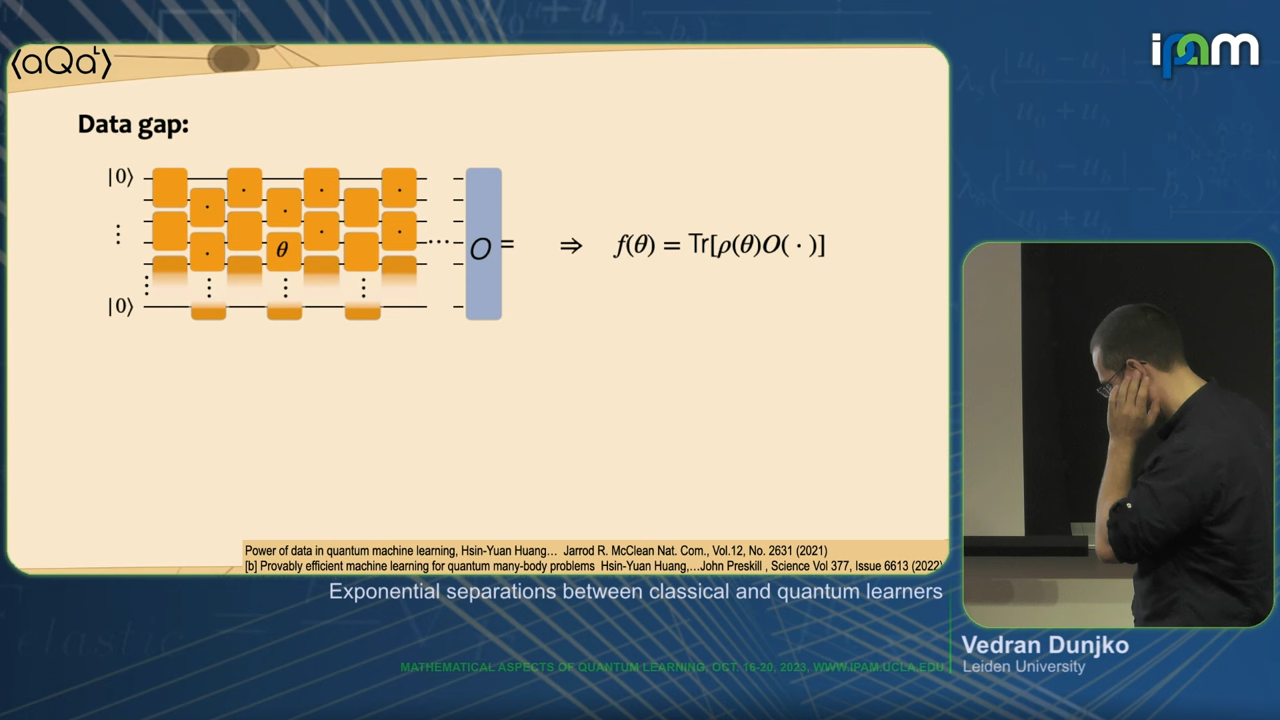 ⟨aQaᴸ⟩
ipam
Data gap:
|0⟩
θ
O
=
⇒ f(θ) = Tr[ρ(θ)O( · )]
|0⟩
Power of data in quantum machine learning, Hsin-Yuan Huang... Jarrod R. McClean Nat. Com., Vol.12, No. 2631 (2021)
[b] Provably efficient machine learning for quantum many-body problems Hsin-Yuan Huang,...John Preskill , Science Vol 377, Issue 6613 (2022)
Exponential separations between classical and quantum learners
Vedran Dunjko
Leiden University
MATHEMATICAL ASPECTS OF QUANTUM LEARNING, OCT. 16-20, 2023, WWW.IPAM.UCLA.EDU
elastic